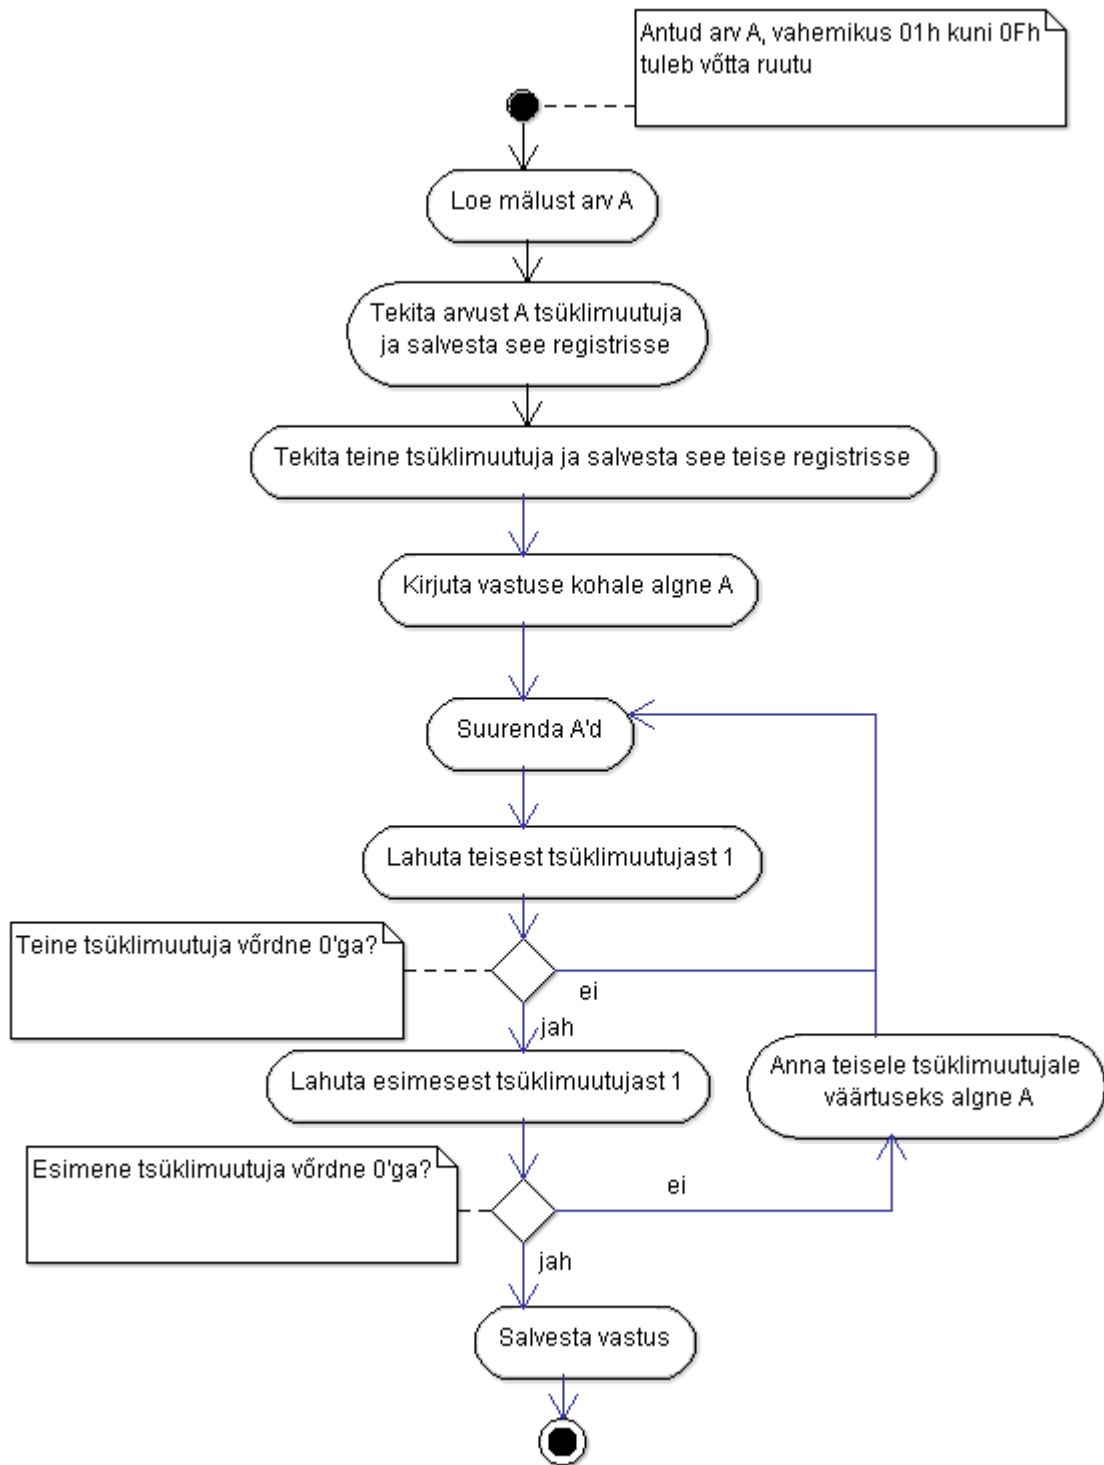 Antud arv A, vahemikus 01h kuni 0Fh
tuleb võtta ruutu
Loe mälust arv A
Tekita arvust A tsüklimuutuja
ja salvesta see registrisse
Tekita teine tsüklimuutuja ja salvesta see teise registrisse
Kirjuta vastuse kohale algne A
Suurenda A'd
Lahuta teisest tsüklimuutujast 1
Teine tsüklimuutuja võrdne 0'ga?
ei
jah
Lahuta esimesest tsüklimuutujast 1
Anna teisele tsüklimuutujale
väärtuseks algne A
Esimene tsüklimuutuja võrdne 0'ga?
ei
jah
Salvesta vastus